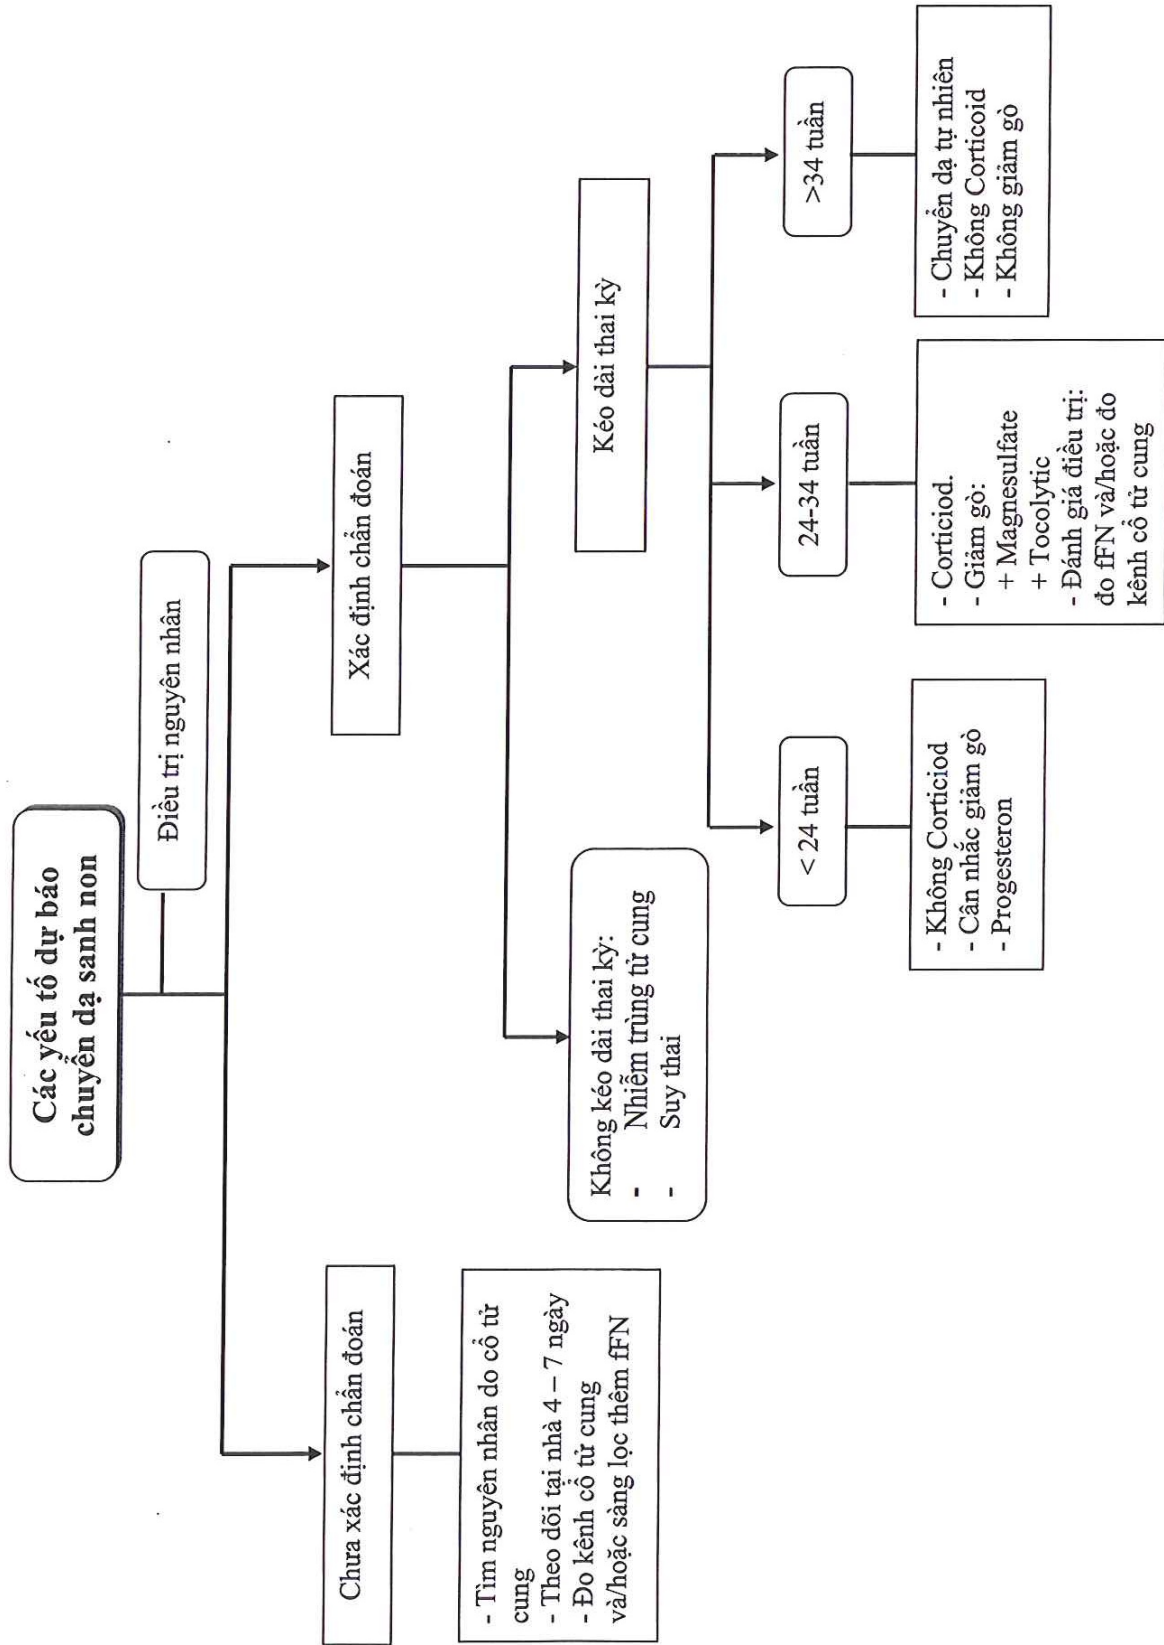 Các yếu tố dự báo
chuyển dạ sanh non
Điều trị nguyên nhân
Chưa xác định chẩn đoán
Xác định chẩn đoán
- Tìm nguyên nhân do cổ tử
cung
- Theo dõi tại nhà 4 – 7 ngày
- Đo kênh cổ tử cung
và/hoặc sàng lọc thêm fFN
Không kéo dài thai kỳ:
- Nhiễm trùng tử cung
- Suy thai
Kéo dài thai kỳ
< 24 tuần
24-34 tuần
>34 tuần
- Không Corticiod
- Cân nhắc giảm gò
- Progesteron
- Corticiod.
- Giảm gò:
+ Magnesulfate
+ Tocolytic
- Đánh giá điều trị:
đo fFN và/hoặc đo
kênh cổ tử cung
- Chuyển dạ tự nhiên
- Không Corticoid
- Không giảm gò